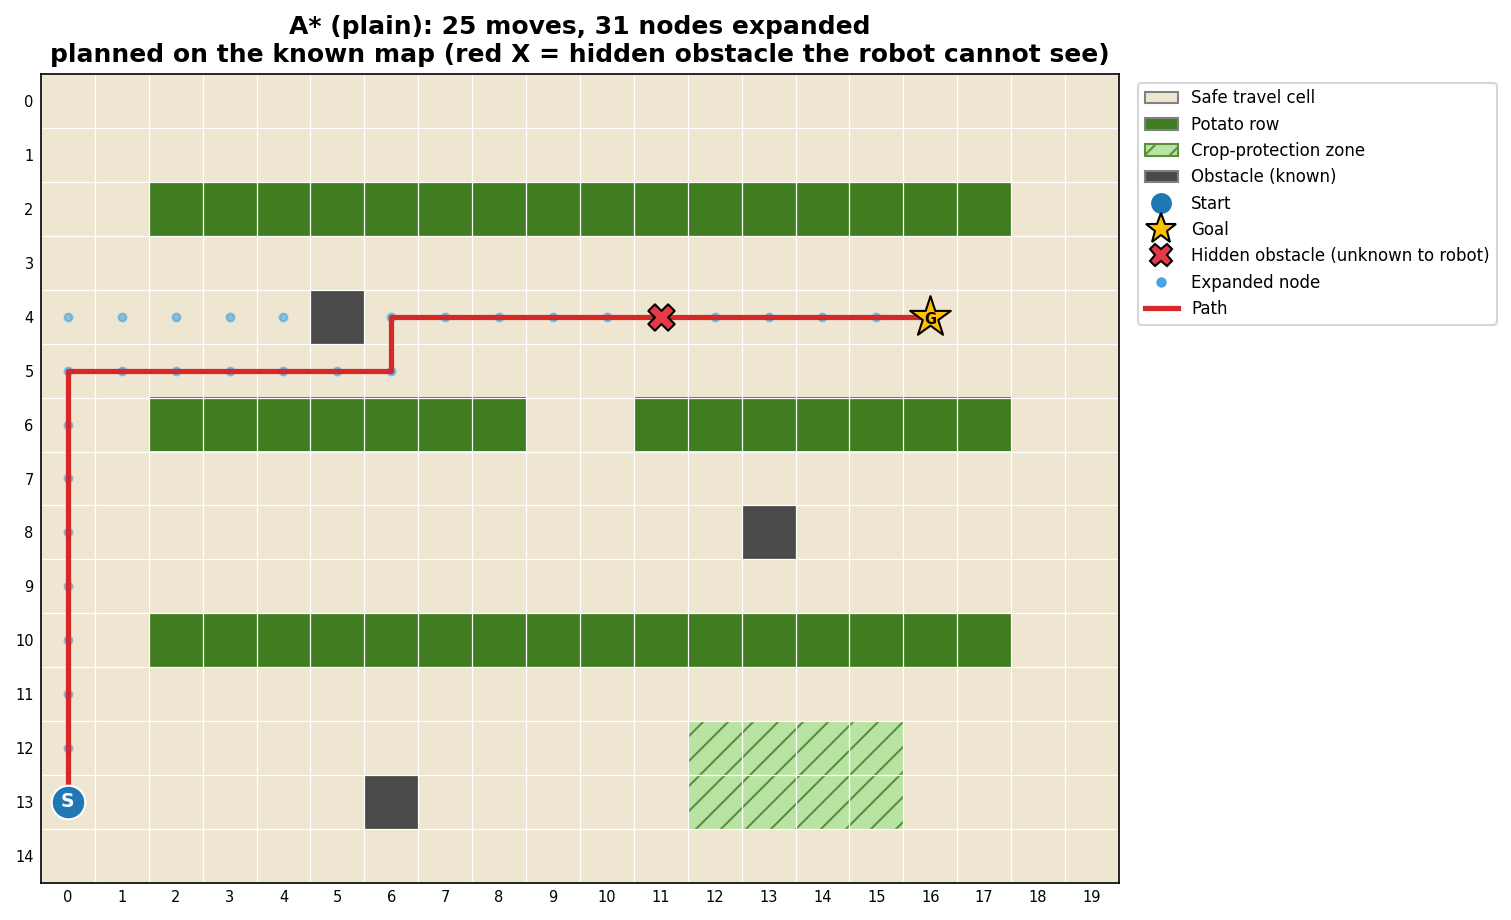 A* (plain): 25 moves, 31 nodes expanded
planned on the known map (red X = hidden obstacle the robot cannot see)
Safe travel cell
Potato row
Crop-protection zone
Obstacle (known)
Start
Goal
Hidden obstacle (unknown to robot)
Expanded node
Path
0
1
2
3
4
G
5
6
7
8
9
10
11
12
13
S
14
0 1 2 3 4 5 6 7 8 9 10 11 12 13 14 15 16 17 18 19